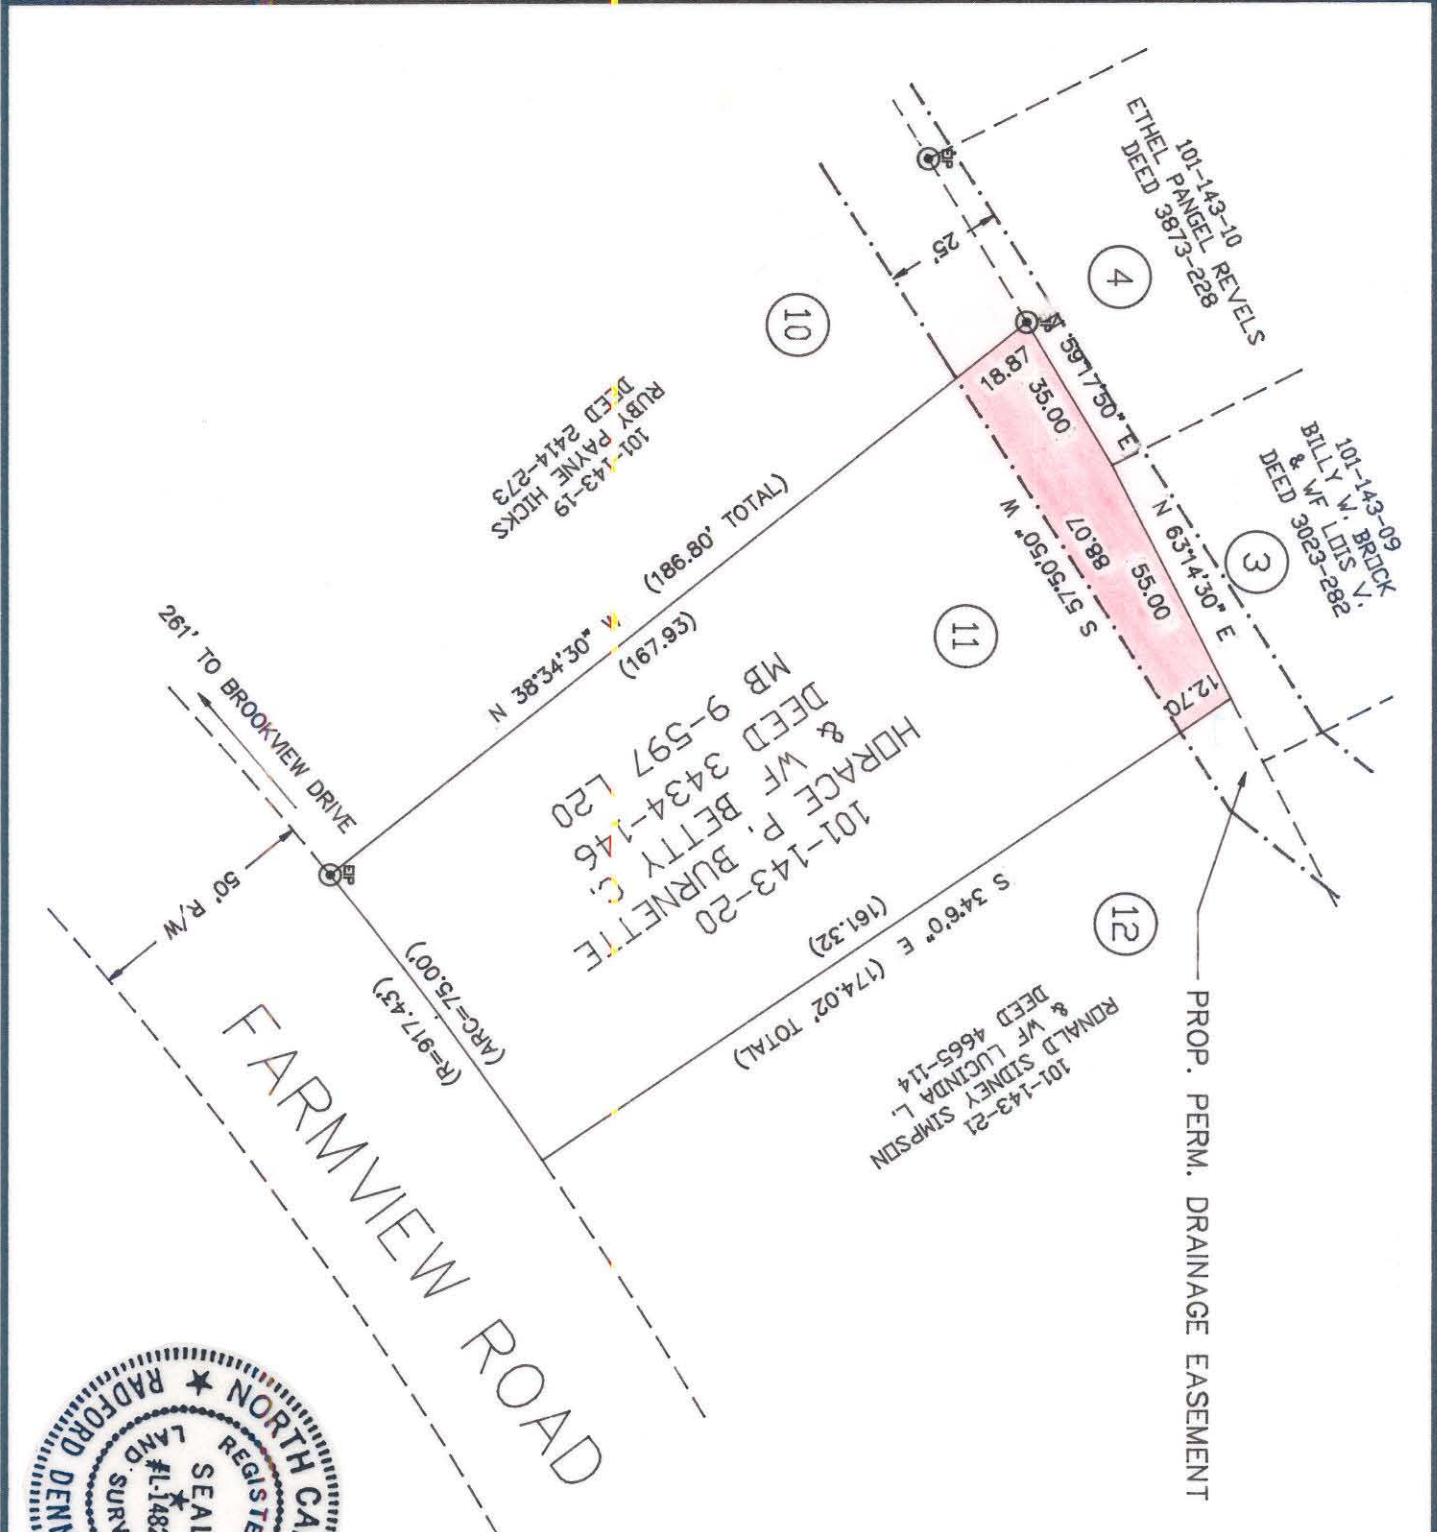 101-143-10
ETHEL PANGEL REVELS
DEED 3873-228
4
101-143-09
BILLY W. BROCK
& WF LOIS V.
DEED 3023-282
3
EIP
25'
10
N 59°17'50" E
18.87
35.00
N 63°14'30" E
55.00
88.07
12.70
S 57°50'50" W
101-143-19
RUBY PAYNE HICKS
DEED 2414-273
(186.80' TOTAL)
N 38°34'30" W
(167.93)
11
101-143-20
HORACE P. BURNETTE
& WF BETTY C.
DEED 3434-146
MB 9-597 L20
261' TO BROOKVIEW DRIVE
EIP
50' R/W
(ARC=75.00')
(R=917.43')
S 34°6'0" E (174.02' TOTAL)
(161.32)
12
101-143-21
RONALD SIDNEY SIMPSON
& WF LUCINDA L.
DEED 4665-114
PROP. PERM. DRAINAGE EASEMENT
FARMVIEW ROAD
NORTH CA
RADFORD DENN
REGISTE
LAND SURV
SEAL
#L-1482